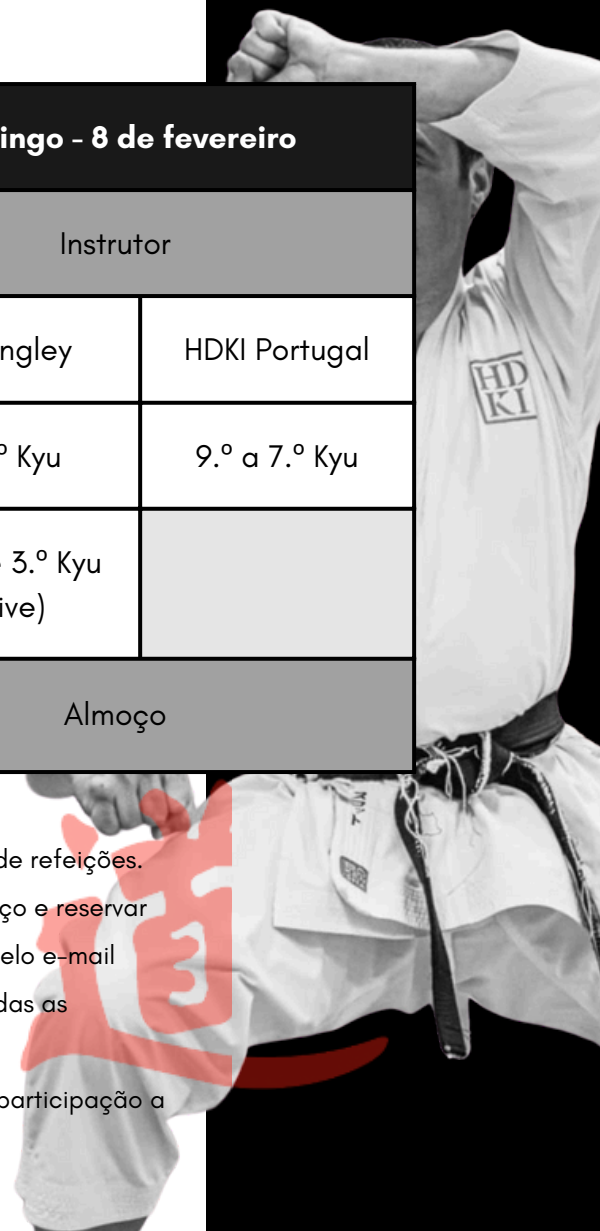 ingo - 8 de fevereiro
Instrutor
ngley
HDKI Portugal
º Kyu
9.º a 7.º Kyu
3.º Kyu
ive)
Almoço
HD
KI
de refeições.
ço e reservar
elo e-mail
das as
participação a